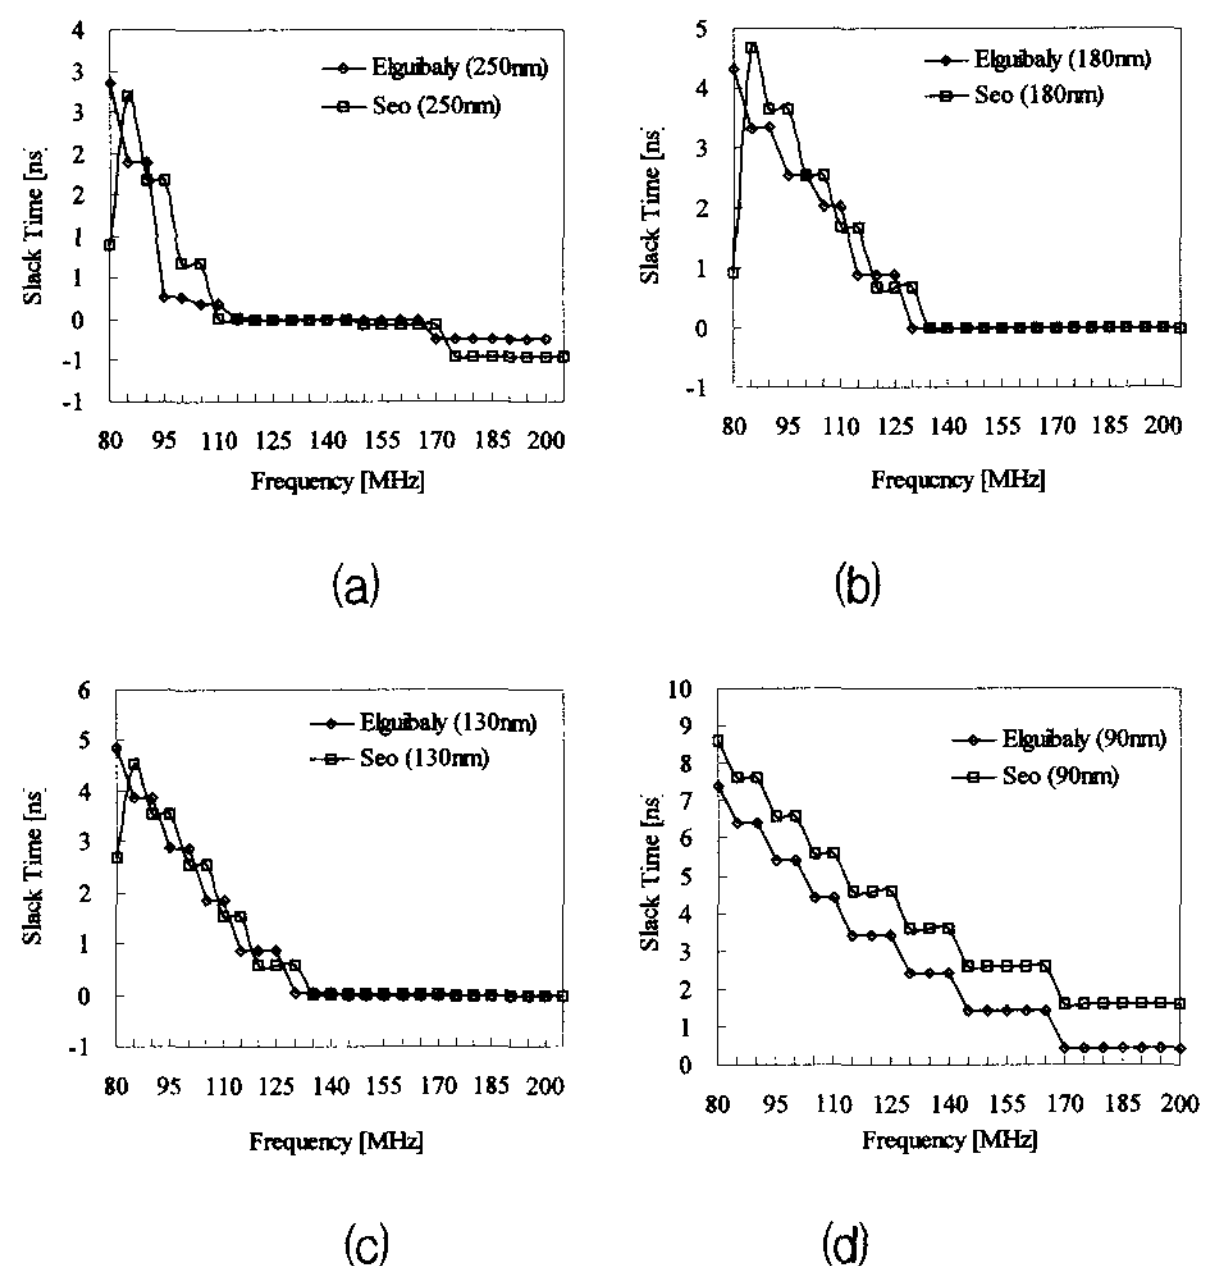 4
3
3
2
2
1
1
0
-1
-1
Slack Time [ns]
Elguibaly (250nm)
Seo (250nm)
80 95 110 125 140 155 170 185 200
Frequency [MHz]
(a)
5
4
3
2
1
0
-1
Slack Time [ns]
Elguibaly (180nm)
Seo (180nm)
80 95 110 125 140 155 170 185 200
Frequency [MHz]
(b)
6
5
4
3
2
1
0
-1
Slack Time [ns]
Elguibaly (130nm)
Seo (130nm)
80 95 110 125 140 155 170 185 200
Frequency [MHz]
(c)
10
9
8
7
6
5
4
3
2
1
0
Slack Time [ns]
Elguibaly (90nm)
Seo (90nm)
80 95 110 125 140 155 170 185 200
Frequency [MHz]
(d)